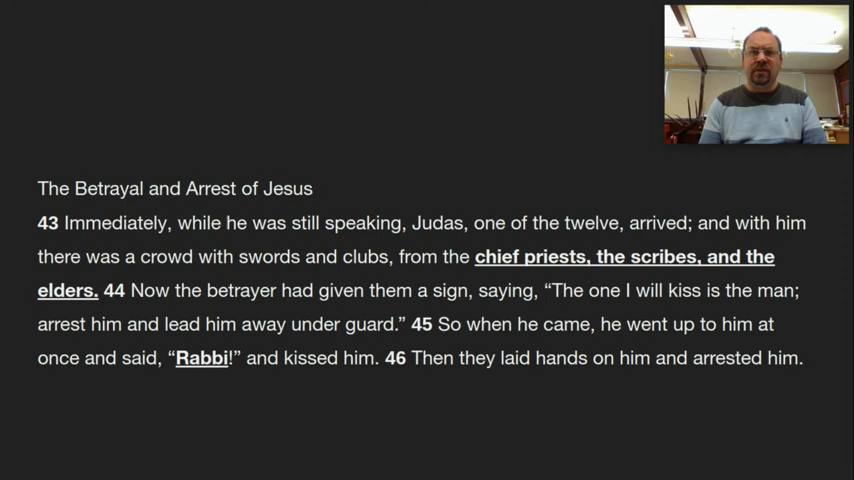 The Betrayal and Arrest of Jesus
43 Immediately, while he was still speaking, Judas, one of the twelve, arrived; and with him
there was a crowd with swords and clubs, from the chief priests, the scribes, and the
elders. 44 Now the betrayer had given them a sign, saying, “The one I will kiss is the man;
arrest him and lead him away under guard.” 45 So when he came, he went up to him at
once and said, “Rabbi!” and kissed him. 46 Then they laid hands on him and arrested him.